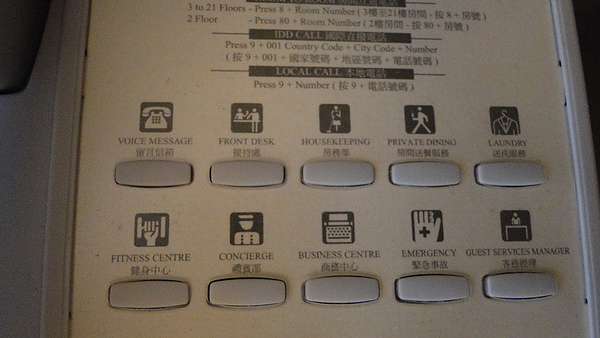 3 to 21 Floors - Press 8 + Room Number ( 3樓至21樓房間 - 按 8 + 房號 )
2 Floor - Press 80 + Room Number ( 2樓房間 - 按 80 + 房號 )
IDD CALL 國際直撥電話
Press 9 + 001 Country Code + City Code + Number
( 按 9 + 001 + 國家號碼 + 地區號碼 + 電話號碼 )
LOCAL CALL 本地電話
Press 9 + Number ( 按 9 + 電話號碼 )
VOICE MESSAGE FRONT DESK HOUSEKEEPING PRIVATE DINING LAUNDRY
留言信箱 接待處 房務部 房間送餐服務 送洗服務
FITNESS CENTRE CONCIERGE BUSINESS CENTRE EMERGENCY GUEST SERVICES MANAGER
健身中心 禮賓部 商務中心 緊急事故 客務經理